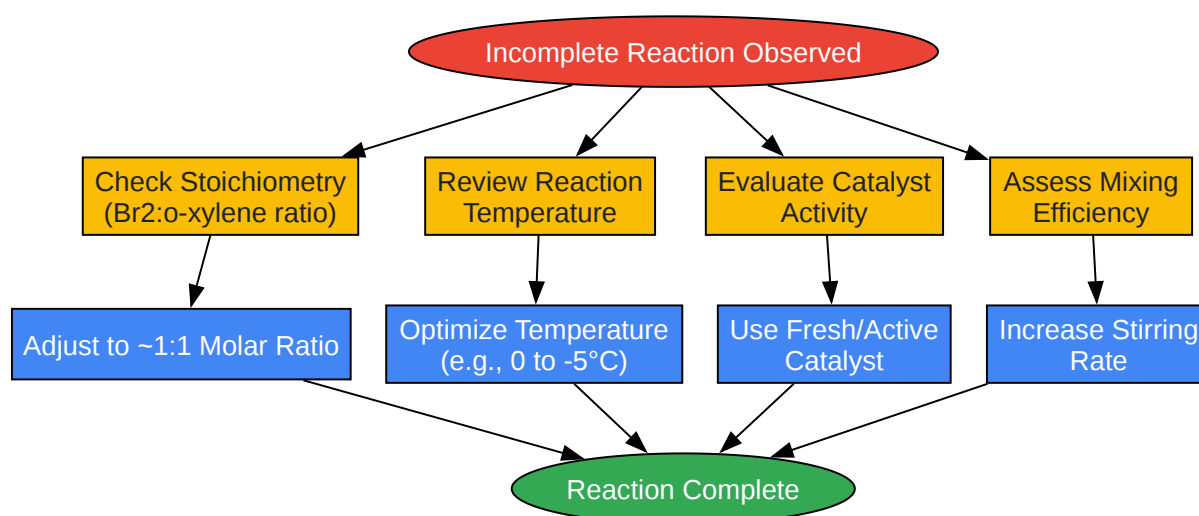 Incomplete Reaction Observed
Check Stoichiometry
(Br2:o-xylene ratio)
Review Reaction
Temperature
Evaluate Catalyst
Activity
Assess Mixing
Efficiency
Adjust to ~1:1 Molar Ratio
Optimize Temperature
(e.g., 0 to -5°C)
Use Fresh/Active
Catalyst
Increase Stirring
Rate
Reaction Complete